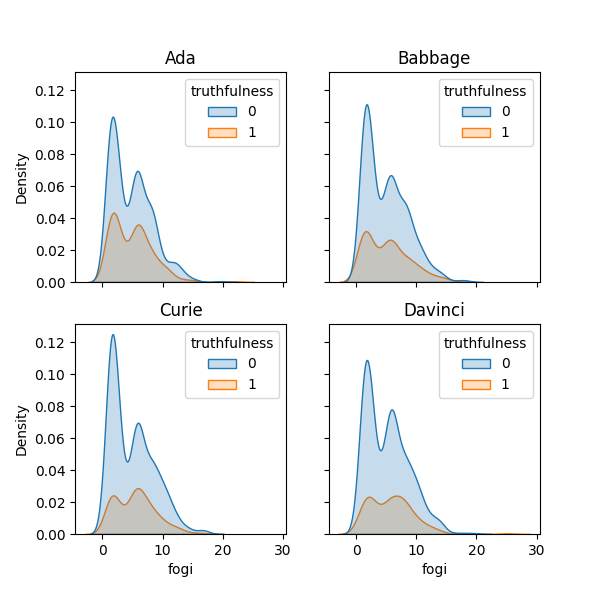 Ada
Babbage
truthfulness
0
1
truthfulness
0
1
0.12
0.10
0.08
0.06
0.04
0.02
0.00
Density
Curie
Davinci
truthfulness
0
1
truthfulness
0
1
0.12
0.10
0.08
0.06
0.04
0.02
0.00
Density
0 10 20 30
0 10 20 30
fogi
fogi